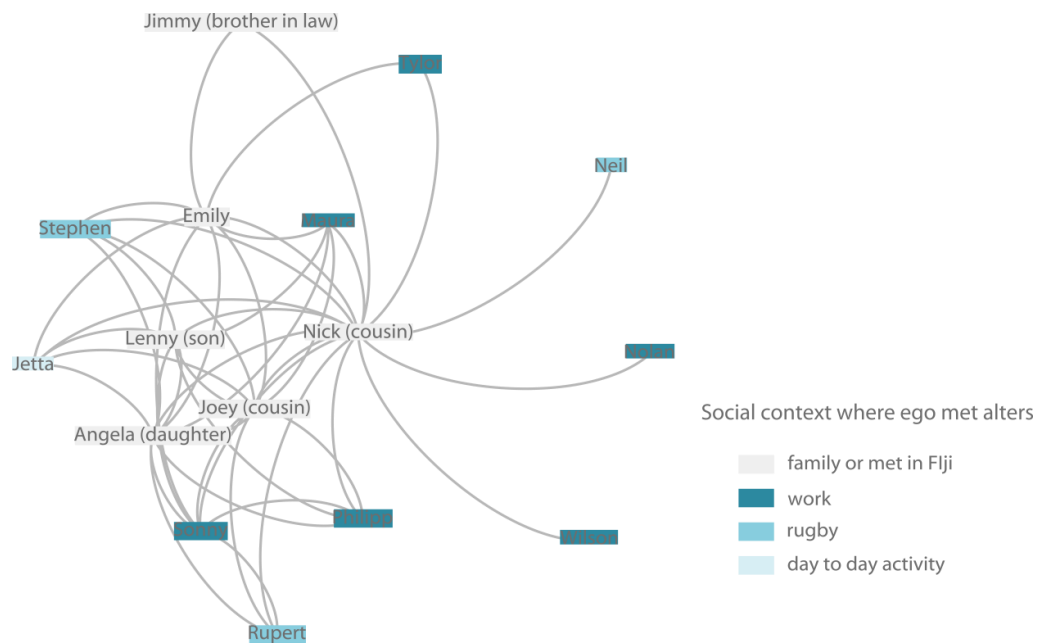 Jimmy (brother in law)
Neil
Emily
Stephen
Nick (cousin)
Lenny (son)
Jetta
Joey (cousin)
Angela (daughter)
Sonny
Rupert
Social context where ego met alters
family or met in FIji
work
rugby
day to day activity